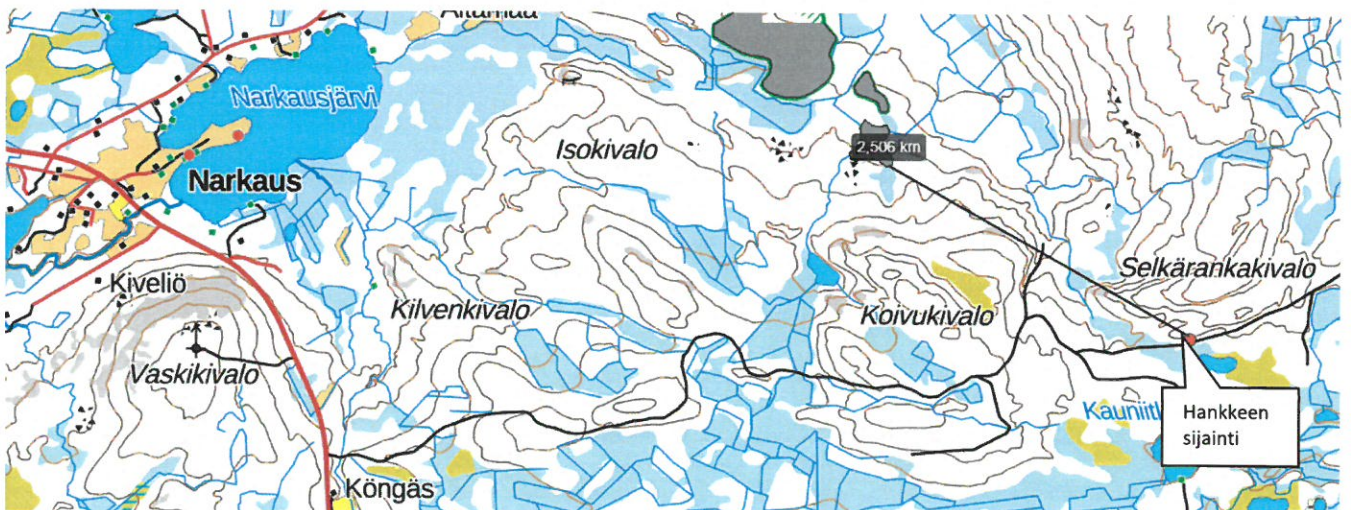 Narkausjärvi
Isokivalo
2,506 km
Narkaus
Selkärankakivalo
Kiveliö
Kilvenkivalo
Koivukivalo
Vaskikivalo
Hankkeen
sijainti
Köngäs